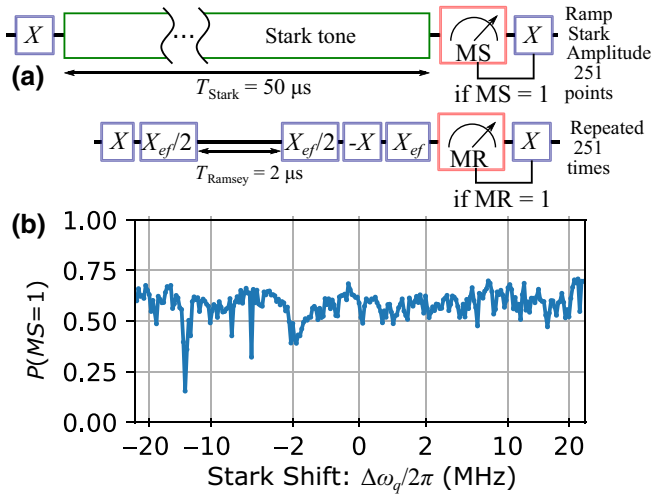 X
Stark tone
MS
X
Ramp
Stark
Amplitude
251
points
(a)
T_Stark = 50 μs
if MS = 1
X
X_ef/2
X_ef/2
-X
X_ef
MR
X
Repeated
251
times
T_Ramsey = 2 μs
if MR = 1
(b)
1.00
0.75
0.50
0.25
0.00
P(MS=1)
−20
−10
−2
0
2
10
20
Stark Shift: Δω_q/2π (MHz)